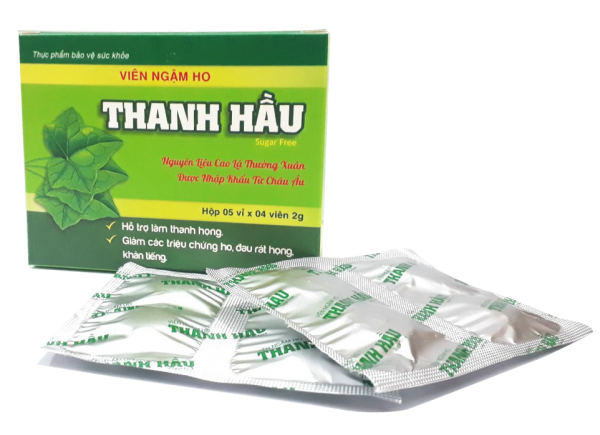 Thực phẩm bảo vệ sức khỏe
VIÊN NGẬM HO
THANH HẦU
Sugar Free
Nguyên Liệu Cao Lá Thường Xuân
Được Nhập Khẩu Từ Châu Âu
Hộp 05 vỉ x 04 viên 2g
Hỗ trợ làm thanh họng.
Giảm các triệu chứng ho, đau rát họng,
khản tiếng.
THANH HẦU
THANH HẦU
THANH HẦU